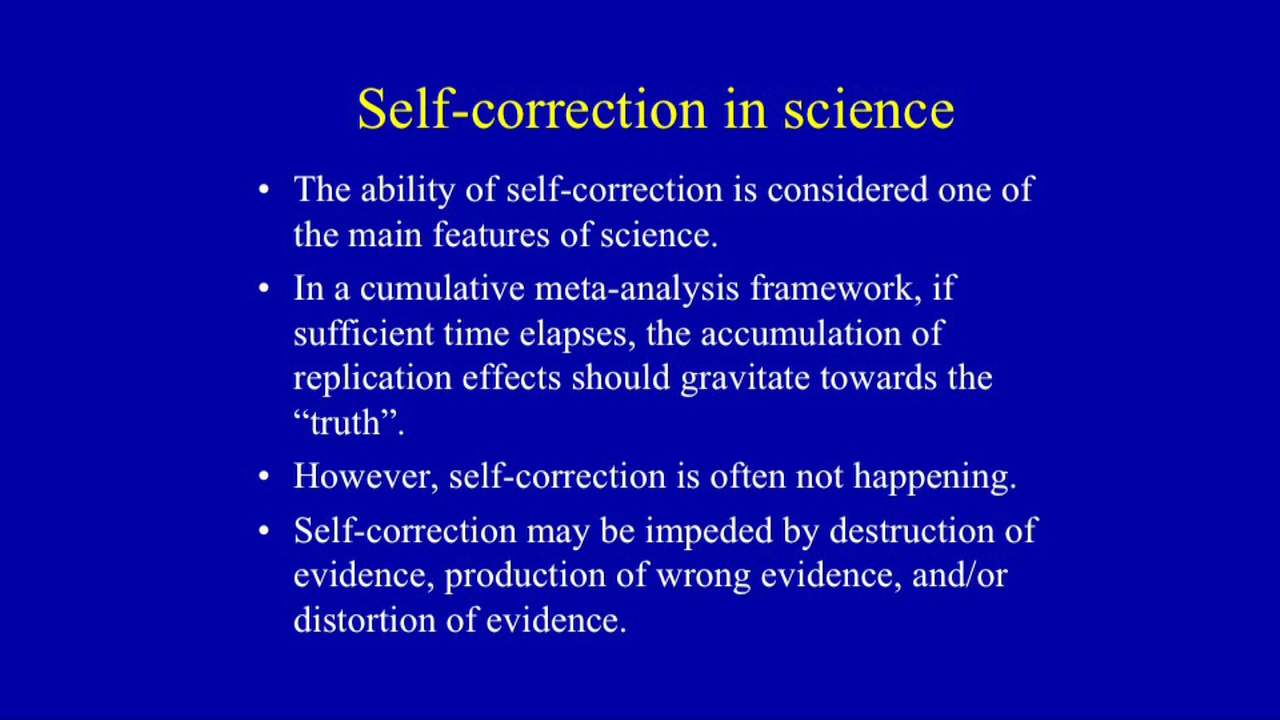 Self-correction in science
• The ability of self-correction is considered one of
the main features of science.
• In a cumulative meta-analysis framework, if
sufficient time elapses, the accumulation of
replication effects should gravitate towards the
“truth”.
• However, self-correction is often not happening.
• Self-correction may be impeded by destruction of
evidence, production of wrong evidence, and/or
distortion of evidence.